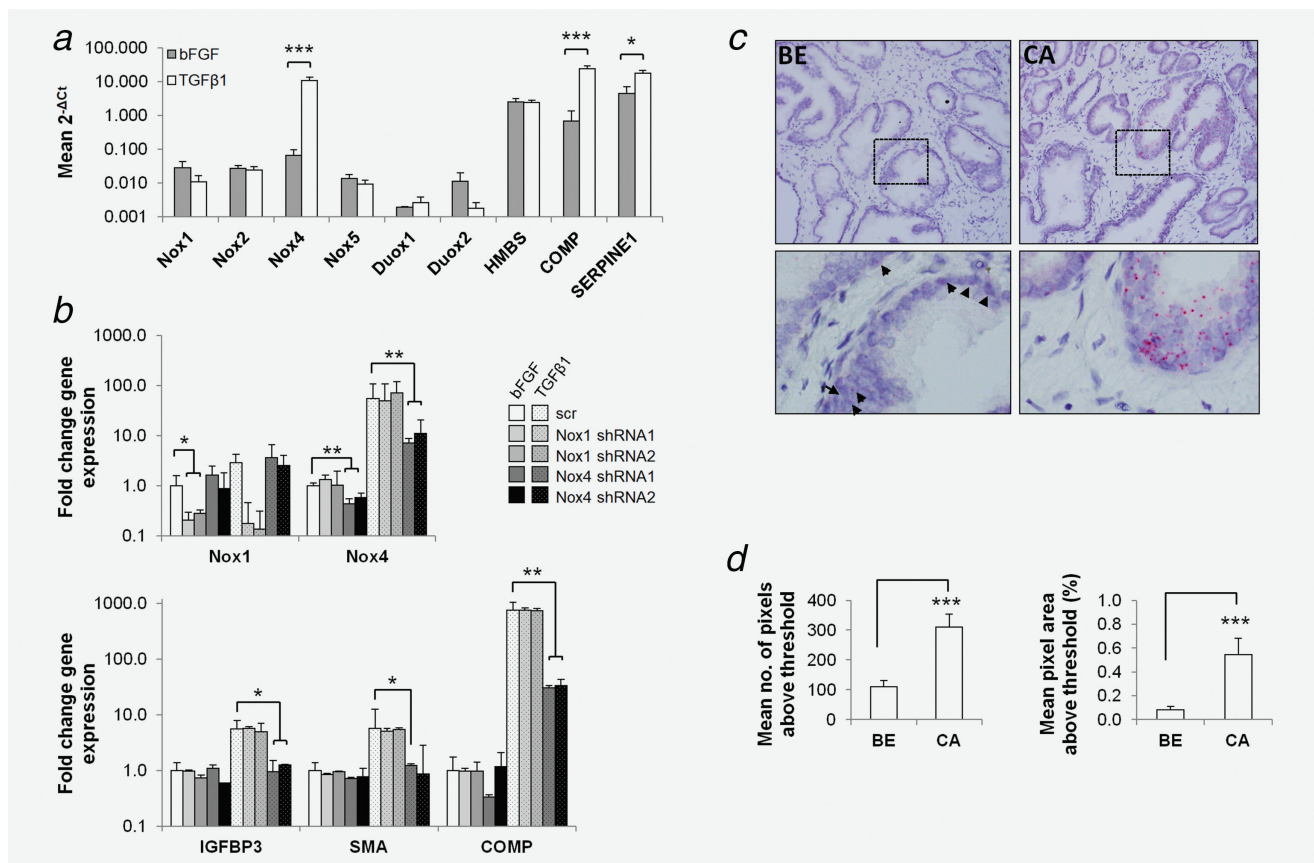 a
100.000
10.000
1.000
0.100
0.010
0.001
Mean 2-ΔCt
bFGF
TGFβ1
***
***
*
Nox1
Nox2
Nox4
Nox5
Duox1
Duox2
HMBS
COMP
SERPINE1
b
1000.0
100.0
10.0
1.0
0.1
Fold change gene
expression
*
**
**
Nox1
Nox4
bFGF
TGFβ1
scr
Nox1 shRNA1
Nox1 shRNA2
Nox4 shRNA1
Nox4 shRNA2
1000.0
100.0
10.0
1.0
0.1
Fold change gene
expression
*
*
**
IGFBP3
SMA
COMP
c
BE
CA
d
Mean no. of pixels
above threshold
400
300
200
100
0
***
BE
CA
Mean pixel area
above threshold (%)
1.0
0.8
0.6
0.4
0.2
0.0
***
BE
CA